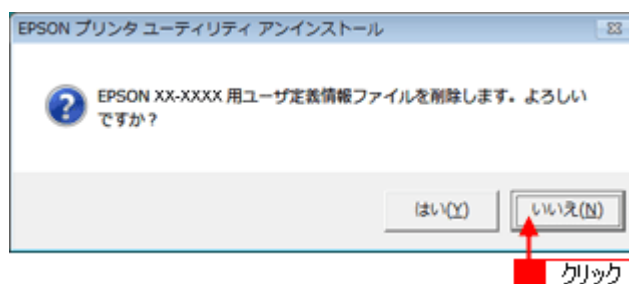 EPSON プリンタ ユーティリティ アンインストール
EPSON XX-XXXX 用ユーザ定義情報ファイルを削除します。よろしい
ですか？
はい(Y)
いいえ(N)
クリック